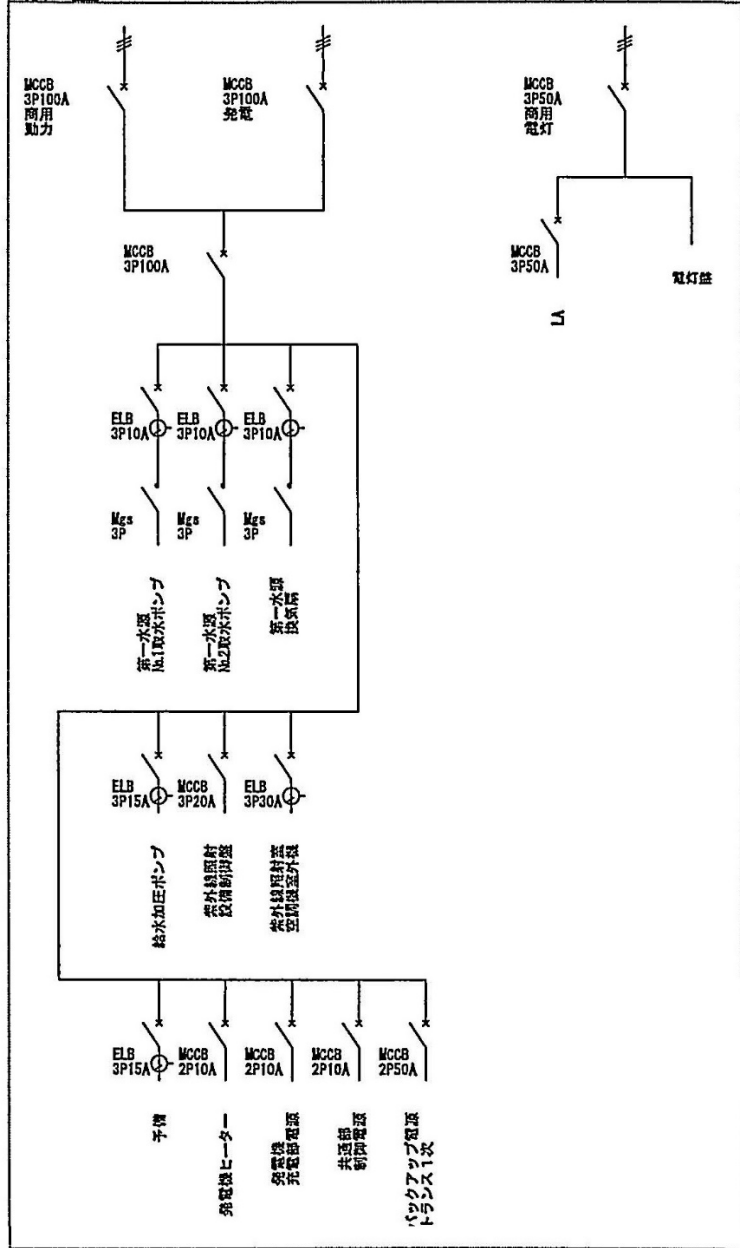 MCCB
3P100A
商用
動力
MCCB
3P100A
発電
MCCB
3P50A
商用
電灯
MCCB
3P100A
MCCB
3P50A
LA
電灯盤
ELB
3P10A
ELB
3P10A
ELB
3P10A
Mgs
3P
Mgs
3P
Mgs
3P
第一水源
No.1取水ポンプ
第一水源
No.2取水ポンプ
第一水源
換気扇
ELB
3P15A
MCCB
3P20A
ELB
3P30A
給水加圧ポンプ
紫外線照射
設備制御盤
紫外線照射室
空調機室外機
ELB
3P15A
MCCB
2P10A
MCCB
2P10A
MCCB
2P10A
MCCB
2P50A
予備
発電機ヒーター
発電機
充電部電源
共通部
制御電源
バックアップ電源
トランス1次